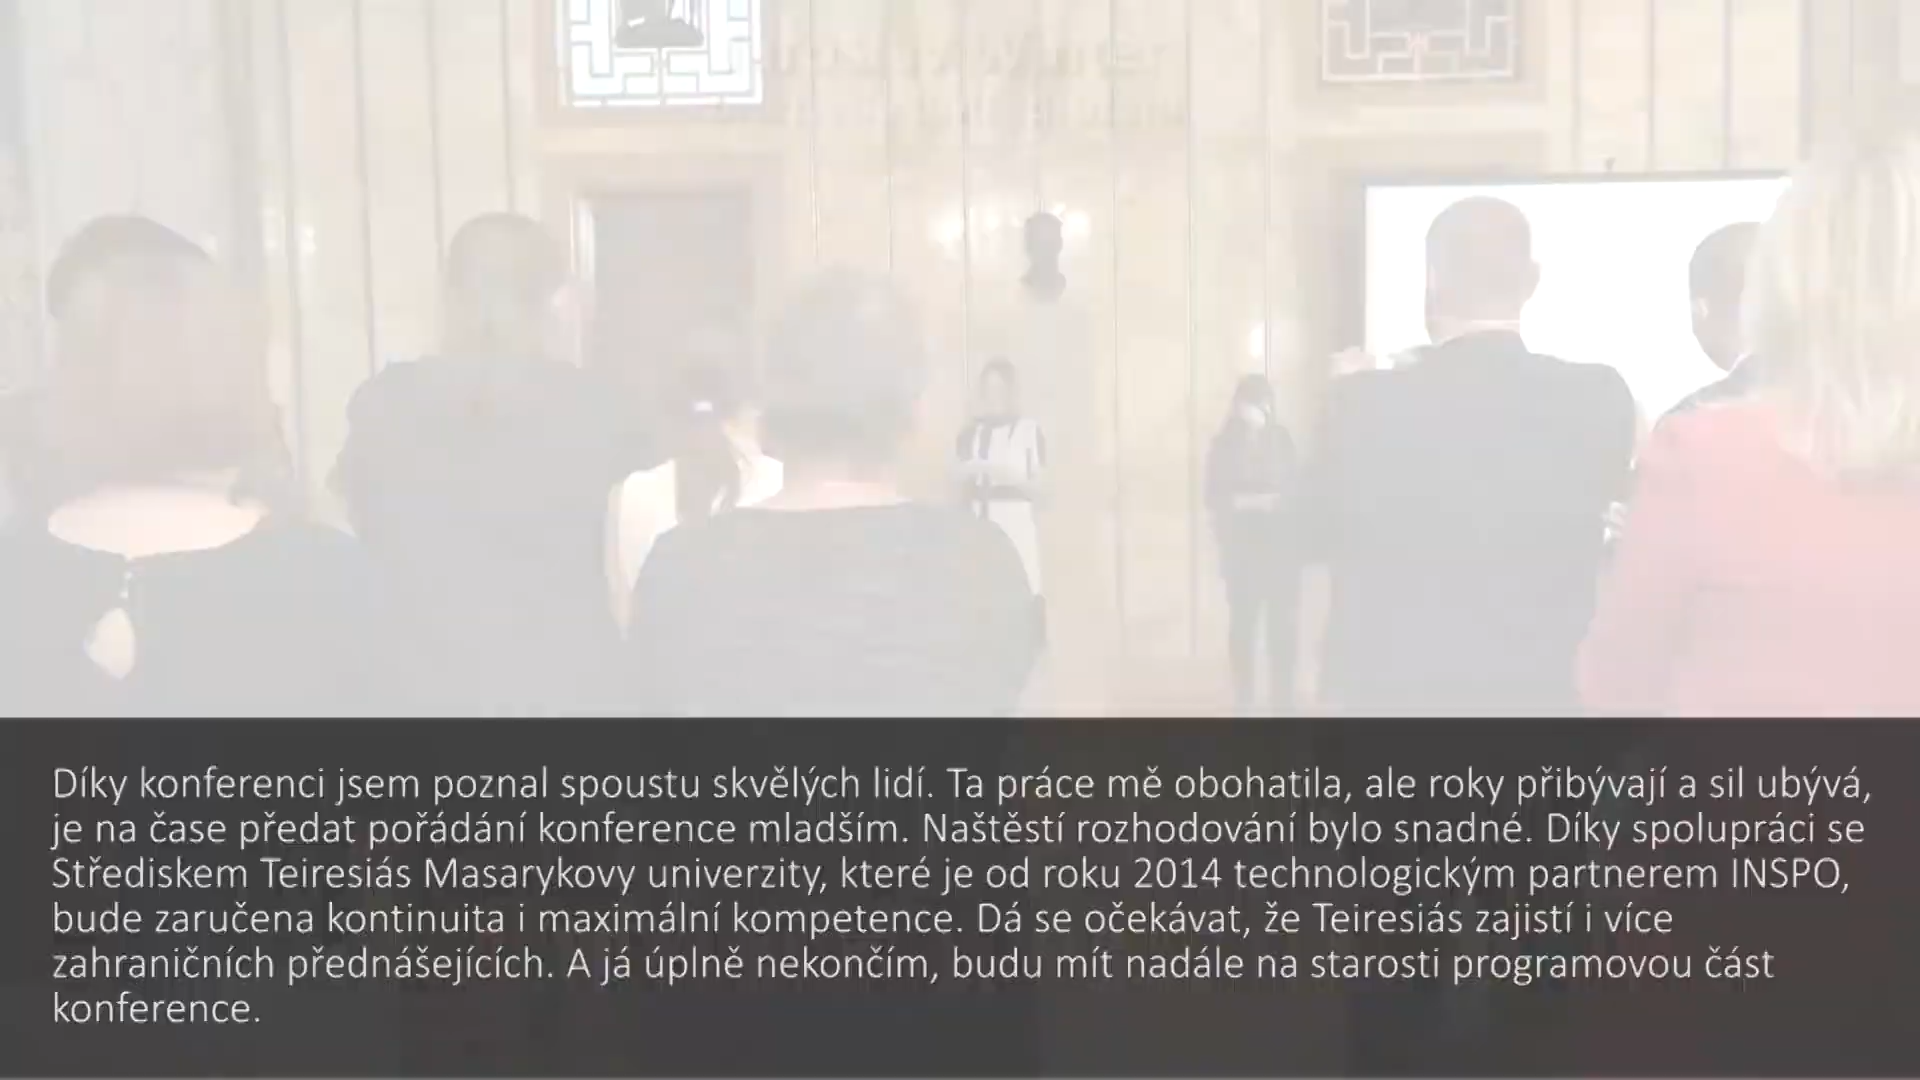 Díky konferenci jsem poznal spoustu skvělých lidí. Ta práce mě obohatila, ale roky přibývají a sil ubývá,
je na čase předat pořádání konference mladším. Naštěstí rozhodování bylo snadné. Díky spolupráci se
Střediskem Teiresiás Masarykovy univerzity, které je od roku 2014 technologickým partnerem INSPO,
bude zaručena kontinuita i maximální kompetence. Dá se očekávat, že Teiresiás zajistí i více
zahraničních přednášejících. A já úplně nekončím, budu mít nadále na starosti programovou část
konference.